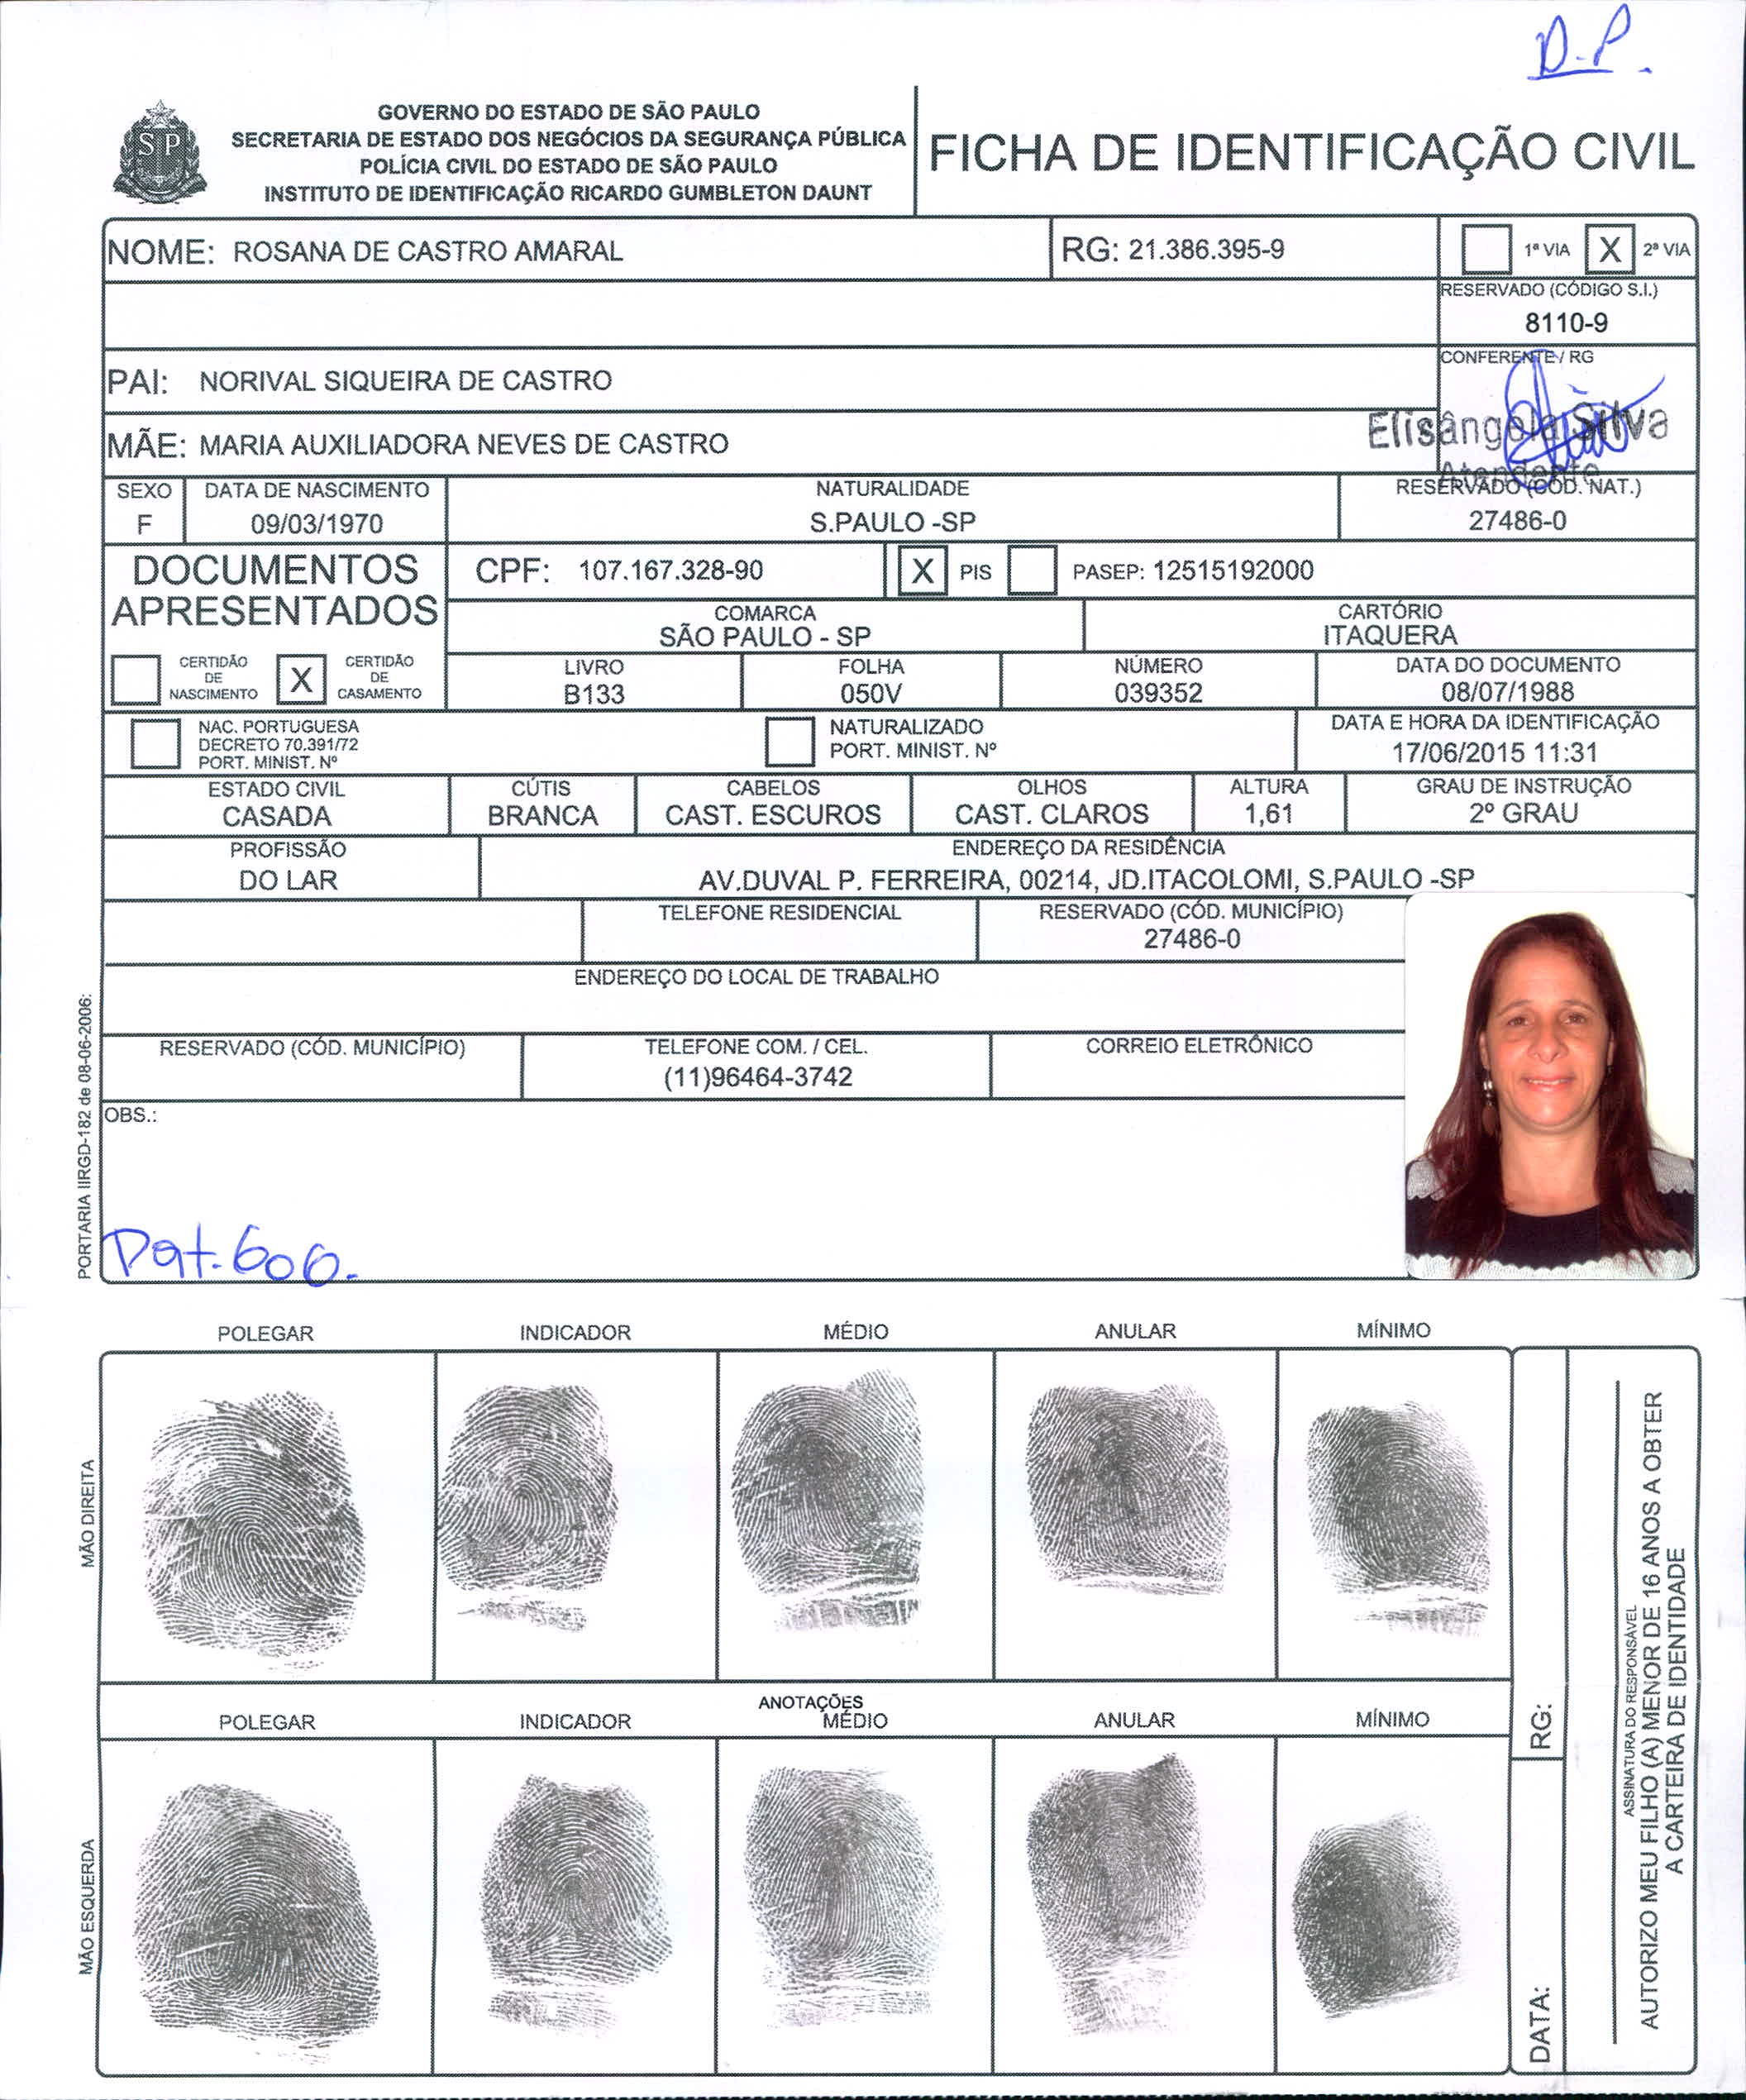 D.P.
GOVERNO DO ESTADO DE SÃO PAULO
SECRETARIA DE ESTADO DOS NEGÓCIOS DA SEGURANÇA PÚBLICA
POLÍCIA CIVIL DO ESTADO DE SÃO PAULO
INSTITUTO DE IDENTIFICAÇÃO RICARDO GUMBLETON DAUNT
SP
FICHA DE IDENTIFICAÇÃO CIVIL
NOME: ROSANA DE CASTRO AMARAL
RG: 21.386.395-9
1ª VIA X 2ª VIA
RESERVADO (CÓDIGO S.I.)
8110-9
PAI: NORIVAL SIQUEIRA DE CASTRO
CONFERENTE / RG
MÃE: MARIA AUXILIADORA NEVES DE CASTRO
Elisângela Silva
Atendente
SEXO
F
DATA DE NASCIMENTO
09/03/1970
NATURALIDADE
S.PAULO -SP
RESERVADO (CÓD. NAT.)
27486-0
DOCUMENTOS
APRESENTADOS
CPF: 107.167.328-90
X PIS
PASEP: 12515192000
COMARCA
SÃO PAULO - SP
CARTÓRIO
ITAQUERA
CERTIDÃO
DE
NASCIMENTO
X
CERTIDÃO
DE
CASAMENTO
LIVRO
B133
FOLHA
050V
NÚMERO
039352
DATA DO DOCUMENTO
08/07/1988
NAC. PORTUGUESA
DECRETO 70.391/72
PORT. MINIST. Nº
NATURALIZADO
PORT. MINIST. Nº
DATA E HORA DA IDENTIFICAÇÃO
17/06/2015 11:31
ESTADO CIVIL
CASADA
CÚTIS
BRANCA
CABELOS
CAST. ESCUROS
OLHOS
CAST. CLAROS
ALTURA
1,61
GRAU DE INSTRUÇÃO
2º GRAU
PROFISSÃO
DO LAR
ENDEREÇO DA RESIDÊNCIA
AV.DUVAL P. FERREIRA, 00214, JD.ITACOLOMI, S.PAULO -SP
TELEFONE RESIDENCIAL
RESERVADO (CÓD. MUNICÍPIO)
27486-0
ENDEREÇO DO LOCAL DE TRABALHO
RESERVADO (CÓD. MUNICÍPIO)
TELEFONE COM. / CEL.
(11)96464-3742
CORREIO ELETRÔNICO
OBS.:
PORTARIA IIRGD-182 de 08-06-2006:
POLEGAR
INDICADOR
MÉDIO
ANULAR
MÍNIMO
MÃO DIREITA
ANOTAÇÕES
POLEGAR
INDICADOR
MÉDIO
ANULAR
MÍNIMO
MÃO ESQUERDA
RG:
DATA:
ASSINATURA DO RESPONSÁVEL
AUTORIZO MEU FILHO (A) MENOR DE 16 ANOS A OBTER
A CARTEIRA DE IDENTIDADE